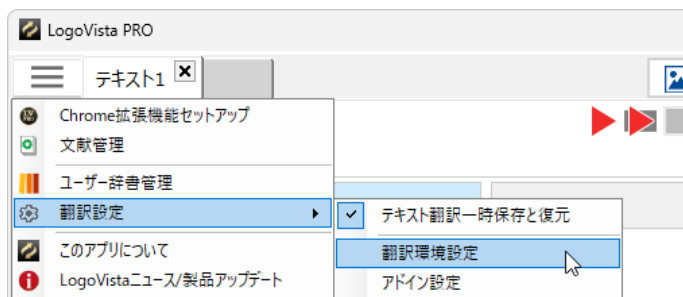 LogoVista PRO
テキスト1
Chrome拡張機能セットアップ
文献管理
ユーザー辞書管理
翻訳設定
テキスト翻訳一時保存と復元
このアプリについて
翻訳環境設定
LogoVistaニュース/製品アップデート
アドイン設定